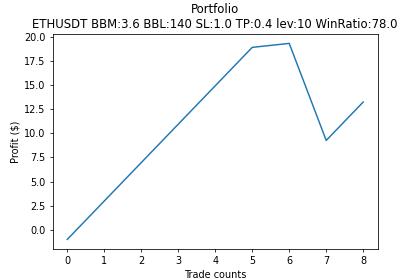 Portfolio
ETHUSDT BBM:3.6 BBL:140 SL:1.0 TP:0.4 lev:10 WinRatio:78.0
20.0
17.5
15.0
12.5
10.0
7.5
5.0
2.5
0.0
Profit ($)
0 1 2 3 4 5 6 7 8
Trade counts